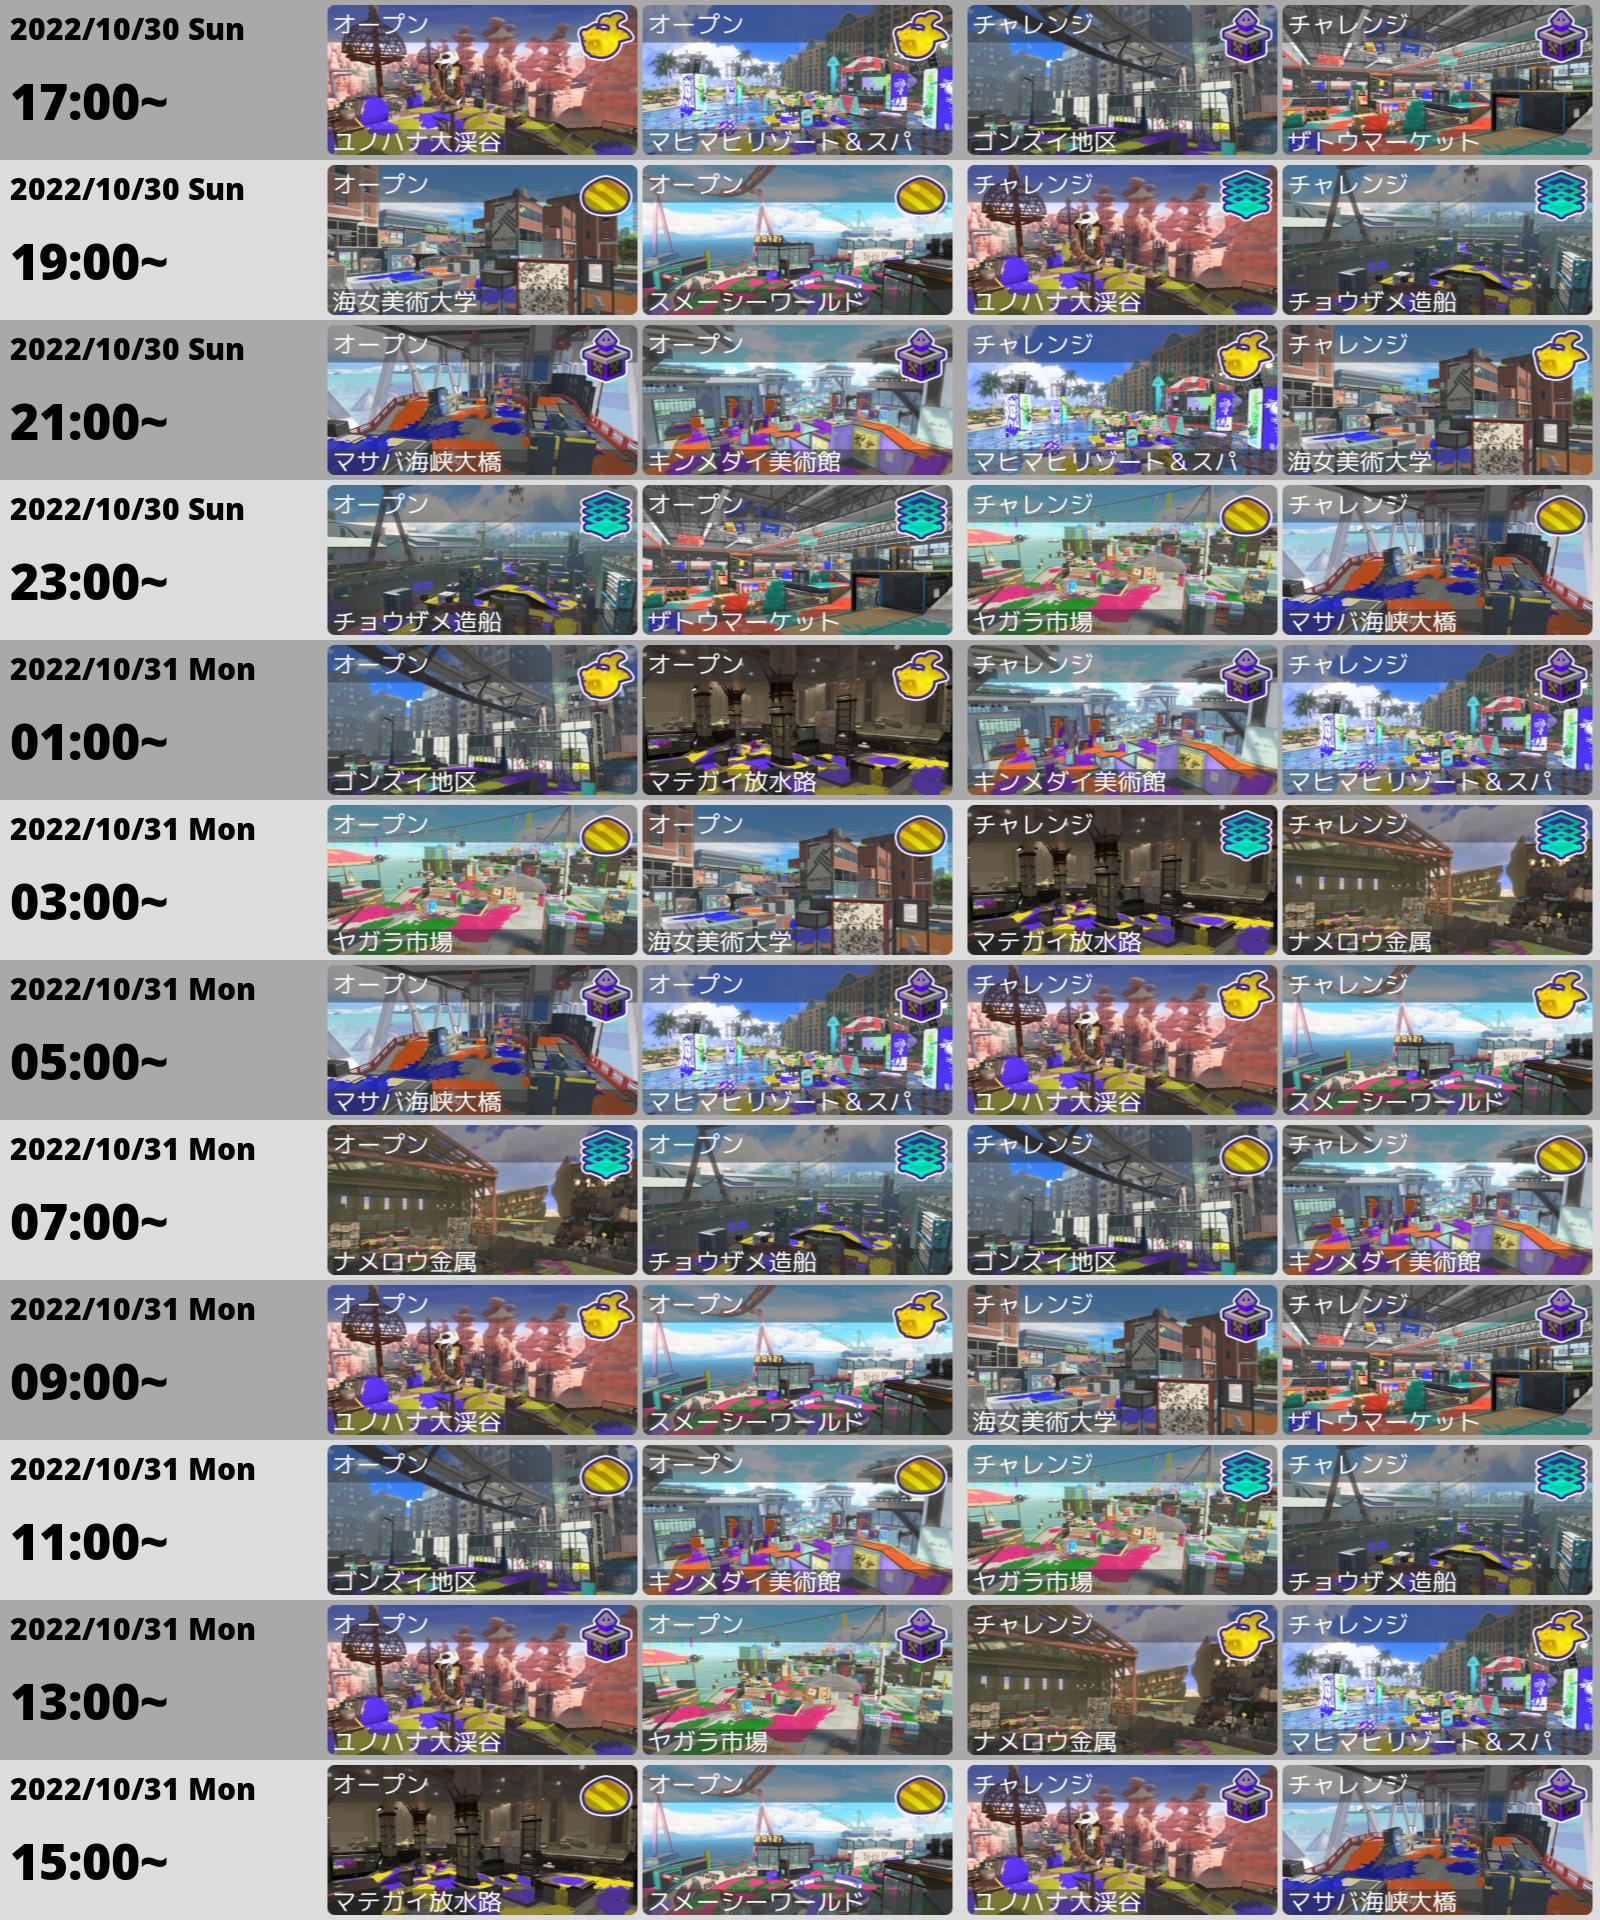 2022/10/30 Sun
17:00~
オープン
ユノハナ大渓谷
オープン
マヒマヒリゾート＆スパ
チャレンジ
ゴンズイ地区
チャレンジ
ザトウマーケット
2022/10/30 Sun
19:00~
オープン
海女美術大学
オープン
スメーシーワールド
チャレンジ
ユノハナ大渓谷
チャレンジ
チョウザメ造船
2022/10/30 Sun
21:00~
オープン
マサバ海峡大橋
オープン
キンメダイ美術館
チャレンジ
マヒマヒリゾート＆スパ
チャレンジ
海女美術大学
2022/10/30 Sun
23:00~
オープン
チョウザメ造船
オープン
ザトウマーケット
チャレンジ
ヤガラ市場
チャレンジ
マサバ海峡大橋
2022/10/31 Mon
01:00~
オープン
ゴンズイ地区
オープン
マテガイ放水路
チャレンジ
キンメダイ美術館
チャレンジ
マヒマヒリゾート＆スパ
2022/10/31 Mon
03:00~
オープン
ヤガラ市場
オープン
海女美術大学
チャレンジ
マテガイ放水路
チャレンジ
ナメロウ金属
2022/10/31 Mon
05:00~
オープン
マサバ海峡大橋
オープン
マヒマヒリゾート＆スパ
チャレンジ
ユノハナ大渓谷
チャレンジ
スメーシーワールド
2022/10/31 Mon
07:00~
オープン
ナメロウ金属
オープン
チョウザメ造船
チャレンジ
ゴンズイ地区
チャレンジ
キンメダイ美術館
2022/10/31 Mon
09:00~
オープン
ユノハナ大渓谷
オープン
スメーシーワールド
チャレンジ
海女美術大学
チャレンジ
ザトウマーケット
2022/10/31 Mon
11:00~
オープン
ゴンズイ地区
オープン
キンメダイ美術館
チャレンジ
ヤガラ市場
チャレンジ
チョウザメ造船
2022/10/31 Mon
13:00~
オープン
ユノハナ大渓谷
オープン
ヤガラ市場
チャレンジ
ナメロウ金属
チャレンジ
マヒマヒリゾート＆スパ
2022/10/31 Mon
15:00~
オープン
マテガイ放水路
オープン
スメーシーワールド
チャレンジ
ユノハナ大渓谷
チャレンジ
マサバ海峡大橋